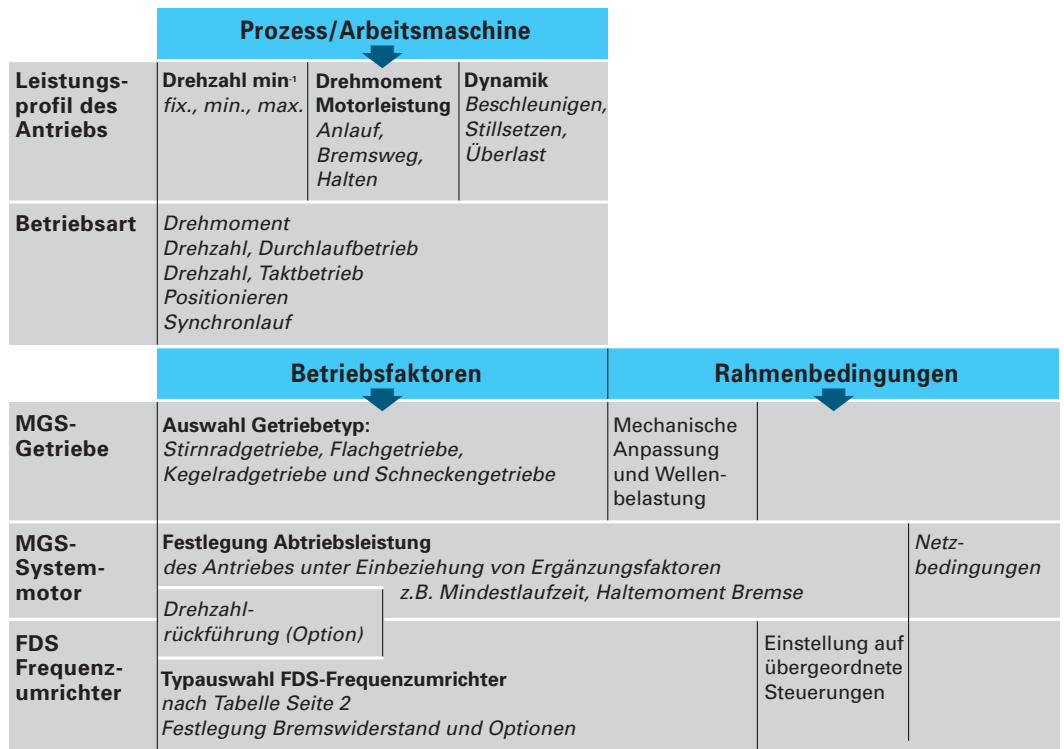 Prozess/Arbeitsmaschine
Leistungs-
profil des
Antriebs
Drehzahl min-1
fix., min., max.
Drehmoment
Motorleistung
Anlauf,
Bremsweg,
Halten
Dynamik
Beschleunigen,
Stillsetzen,
Überlast
Betriebsart
Drehmoment
Drehzahl, Durchlaufbetrieb
Drehzahl, Taktbetrieb
Positionieren
Synchronlauf
Betriebsfaktoren
Rahmenbedingungen
MGS-
Getriebe
Auswahl Getriebetyp:
Stirnradgetriebe, Flachgetriebe,
Kegelradgetriebe und Schneckengetriebe
Mechanische
Anpassung
und Wellen-
belastung
MGS-
System-
motor
Festlegung Abtriebsleistung
des Antriebes unter Einbeziehung von Ergänzungsfaktoren
z.B. Mindestlaufzeit, Haltemoment Bremse
Netz-
bedingungen
Drehzahl-
rückführung (Option)
FDS
Frequenz-
umrichter
Typauswahl FDS-Frequenzumrichter
nach Tabelle Seite 2
Festlegung Bremswiderstand und Optionen
Einstellung auf
übergeordnete
Steuerungen